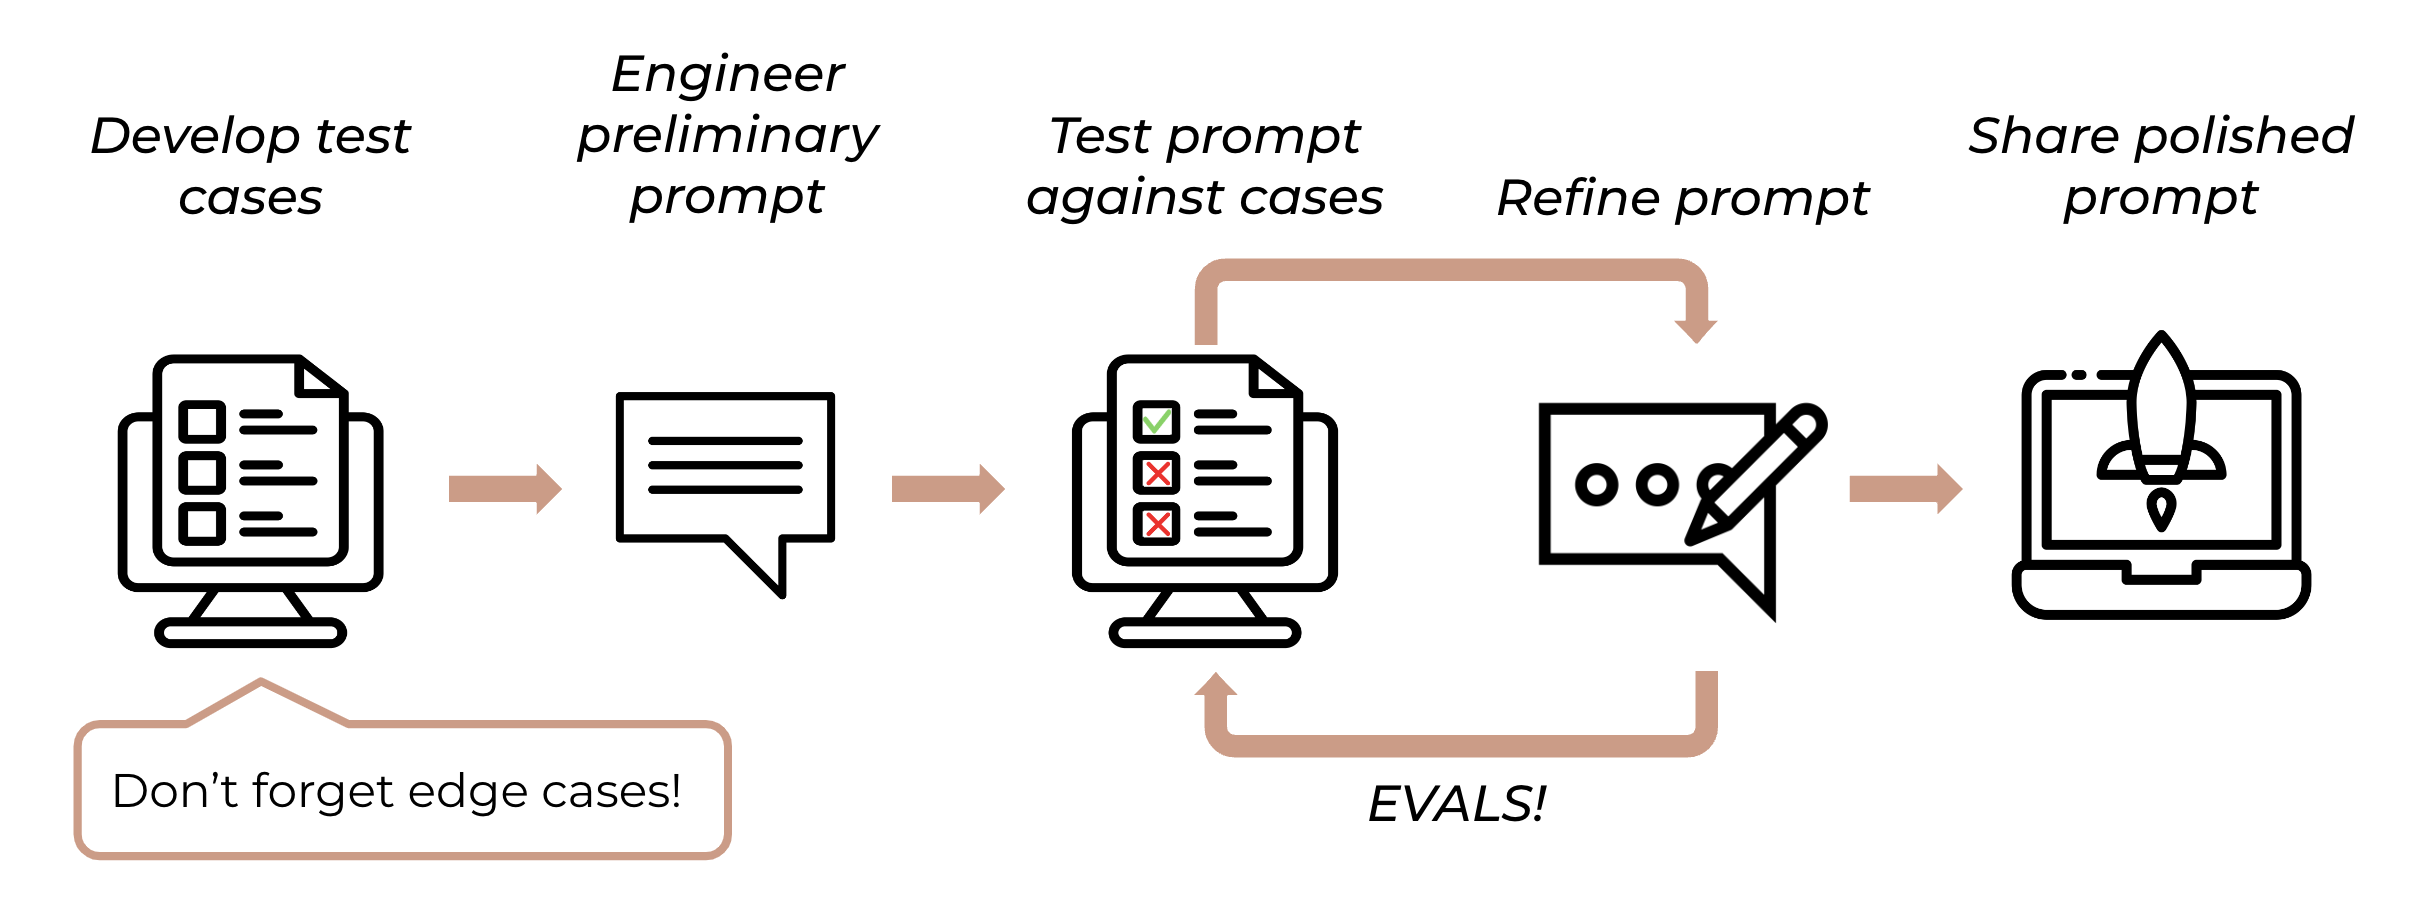 Develop test
cases
Engineer
preliminary
prompt
Test prompt
against cases
Refine prompt
Share polished
prompt
Don’t forget edge cases!
EVALS!